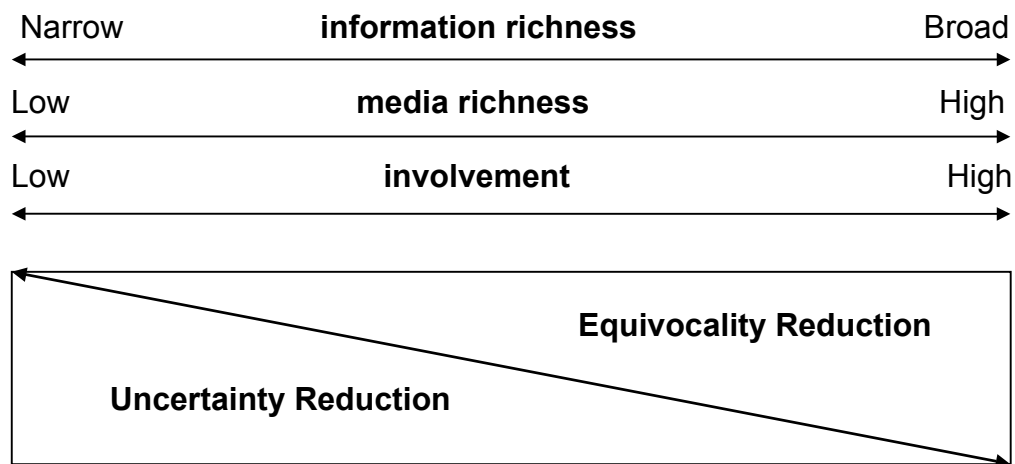 Narrow information richness Broad
Low media richness High
Low involvement High
Equivocality Reduction
Uncertainty Reduction